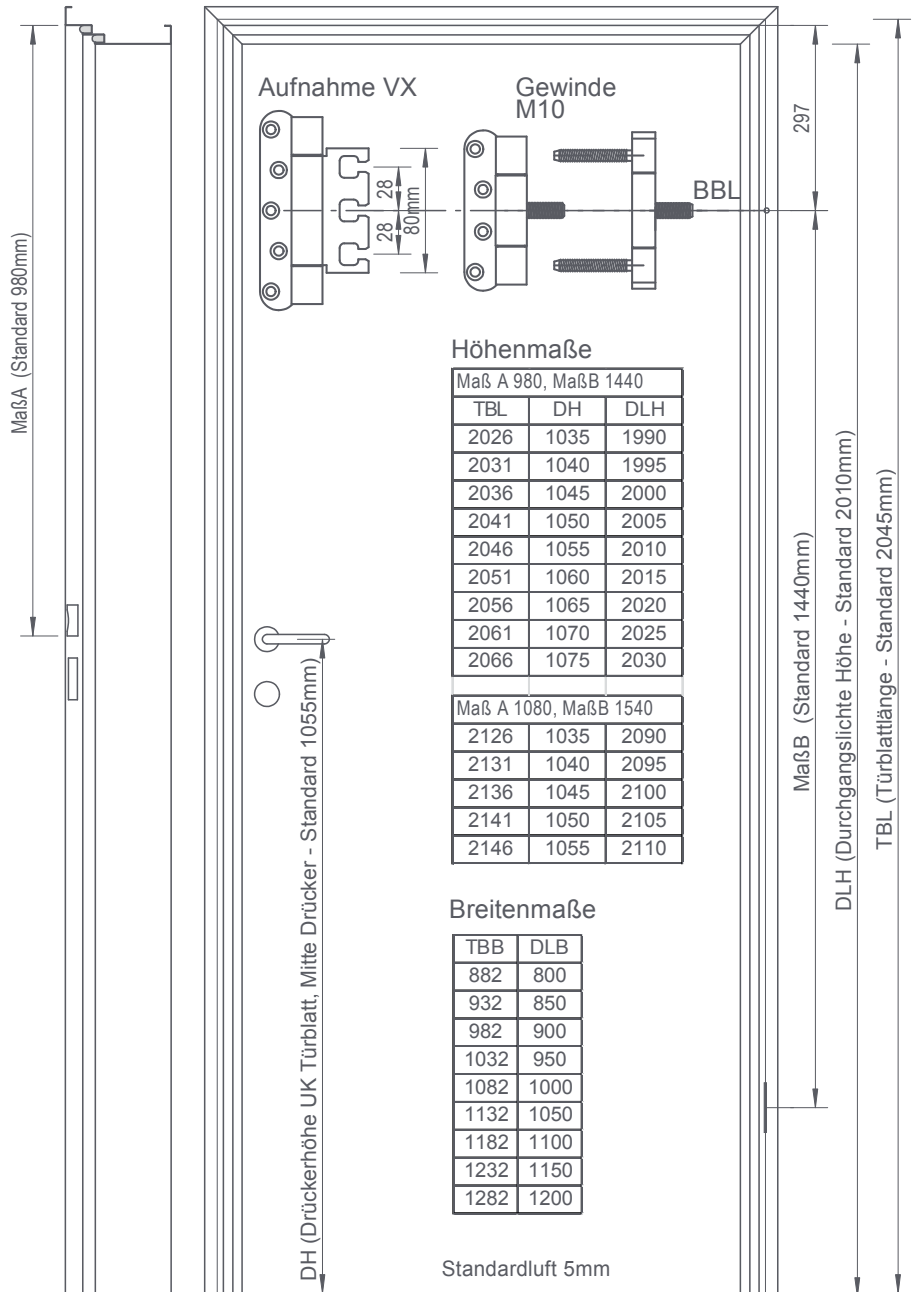 Aufnahme VX
Gewinde
M10
297
28
28
80mm
BBL
MaßA (Standard 980mm)
Höhenmaße
Maß A 980, MaßB 1440
TBL DH DLH
2026 1035 1990
2031 1040 1995
2036 1045 2000
2041 1050 2005
2046 1055 2010
2051 1060 2015
2056 1065 2020
2061 1070 2025
2066 1075 2030
Maß A 1080, MaßB 1540
2126 1035 2090
2131 1040 2095
2136 1045 2100
2141 1050 2105
2146 1055 2110
Breitenmaße
TBB DLB
882 800
932 850
982 900
1032 950
1082 1000
1132 1050
1182 1100
1232 1150
1282 1200
DH (Drückerhöhe UK Türblatt, Mitte Drücker - Standard 1055mm)
MaßB (Standard 1440mm)
DLH (Durchgangslichte Höhe - Standard 2010mm)
TBL (Türblattlänge - Standard 2045mm)
Standardluft 5mm